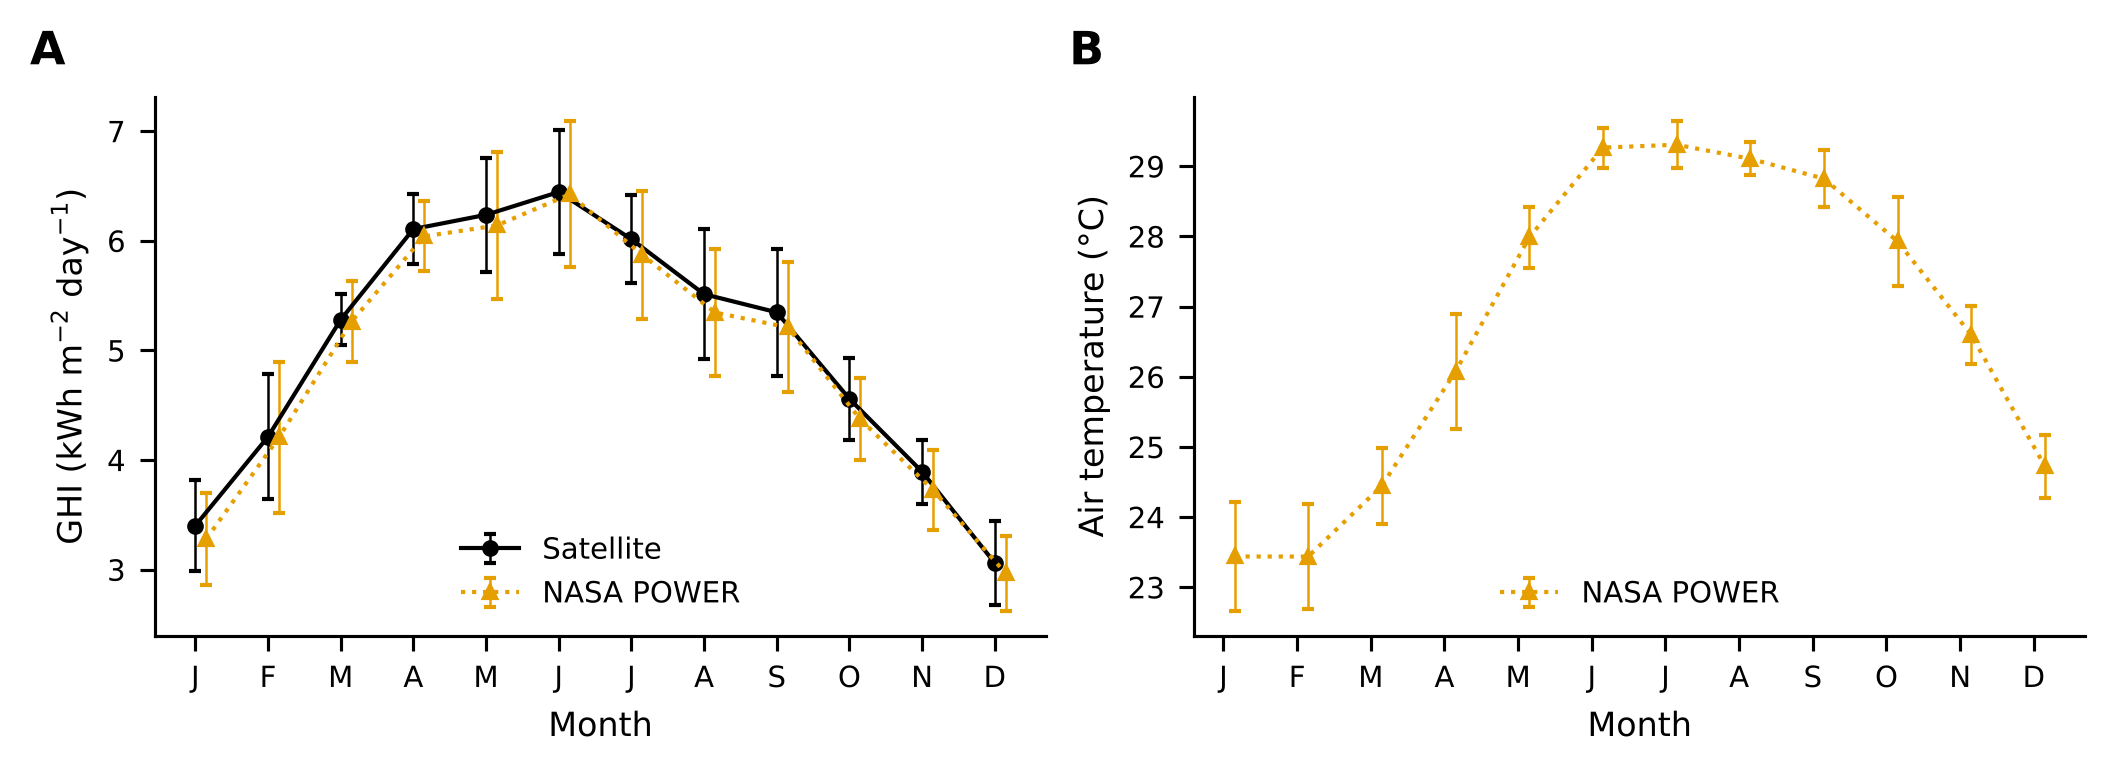 A
GHI (kWh m⁻² day⁻¹)
7
6
5
4
3
Satellite
NASA POWER
J F M A M J J A S O N D
Month
B
Air temperature (°C)
29
28
27
26
25
24
23
NASA POWER
J F M A M J J A S O N D
Month